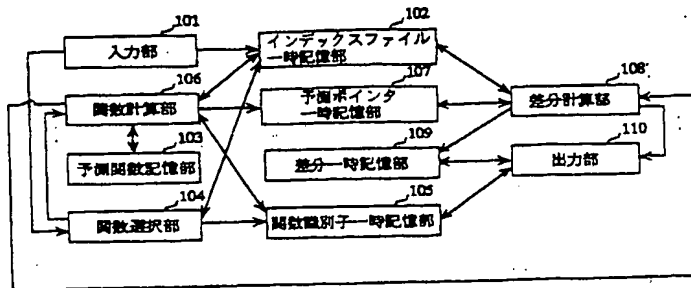 101
入力部
102
インデックスファイル
一時記憶部
106
関数計算部
107
予測ポインタ
一時記憶部
108
差分計算部
103
予測関数記憶部
109
差分一時記憶部
110
出力部
104
関数選択部
105
関数識別子一時記憶部